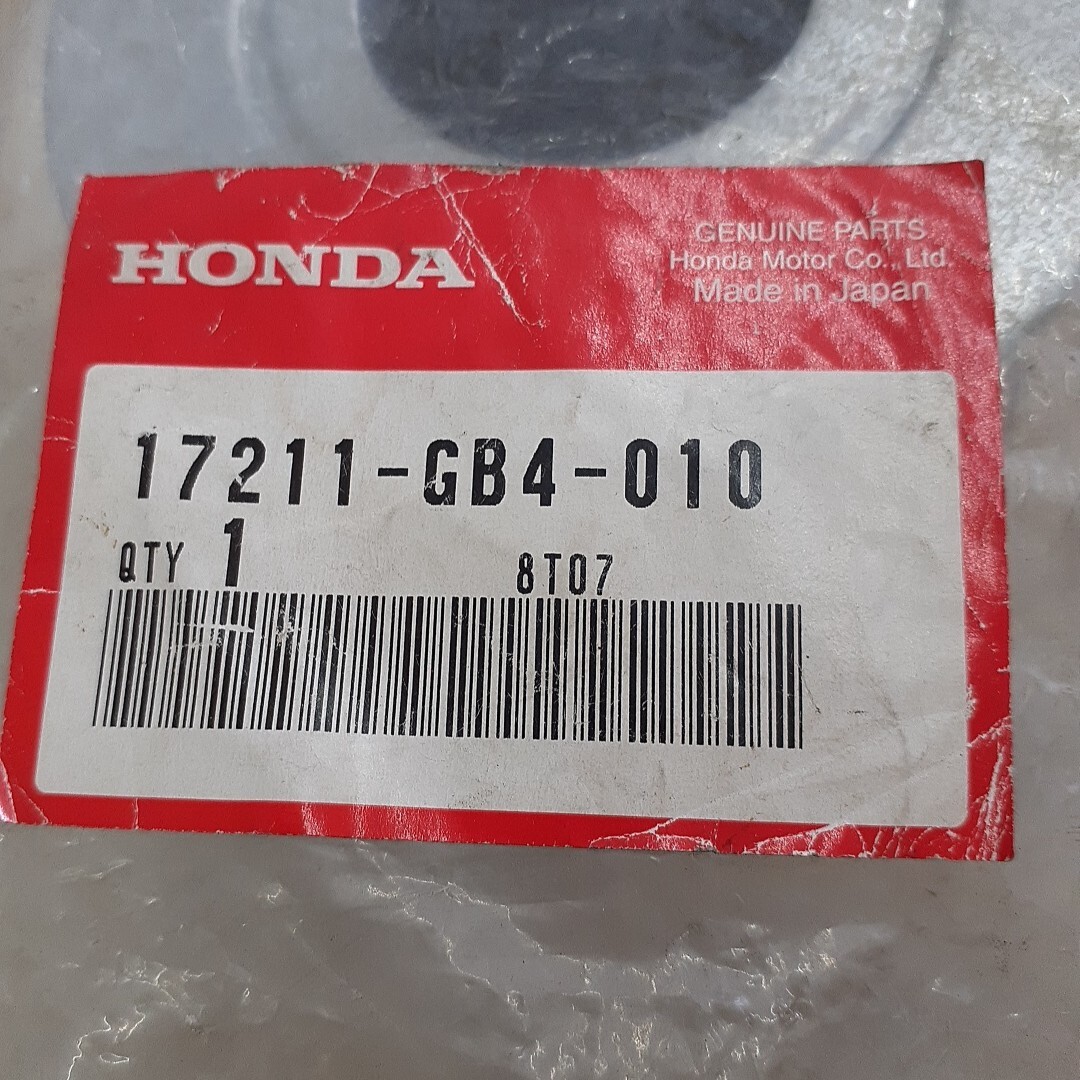 HONDA
GENUINE PARTS
Honda Motor Co., Ltd.
Made in Japan
17211-GB4-010
QTY 1 8T07